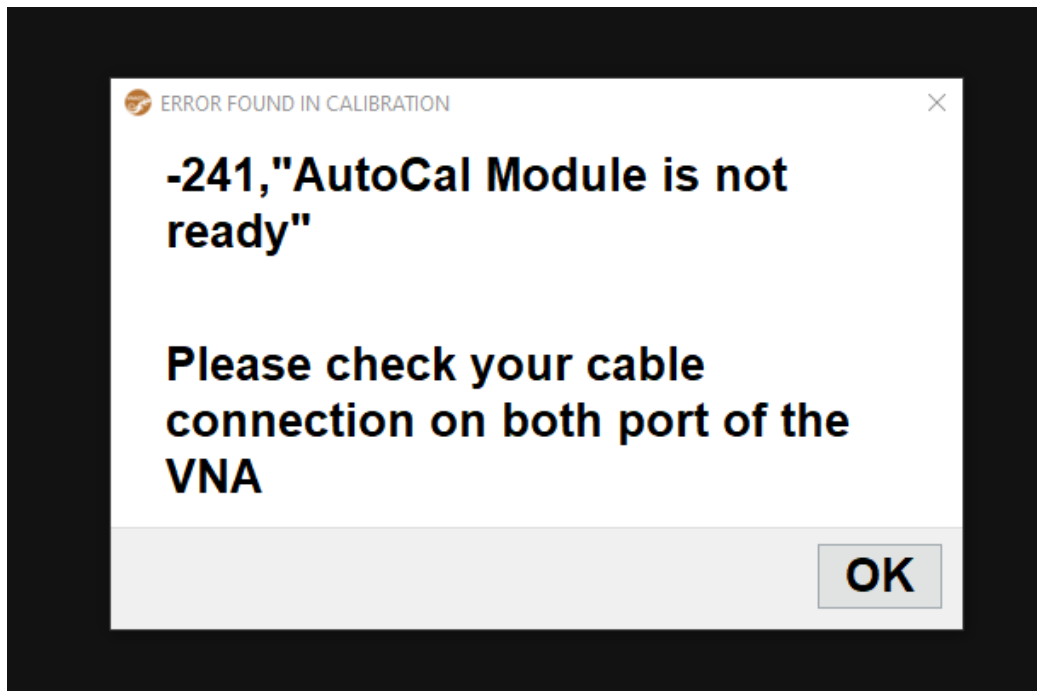 ERROR FOUND IN CALIBRATION
-241,"AutoCal Module is not
ready"
Please check your cable
connection on both port of the
VNA
OK